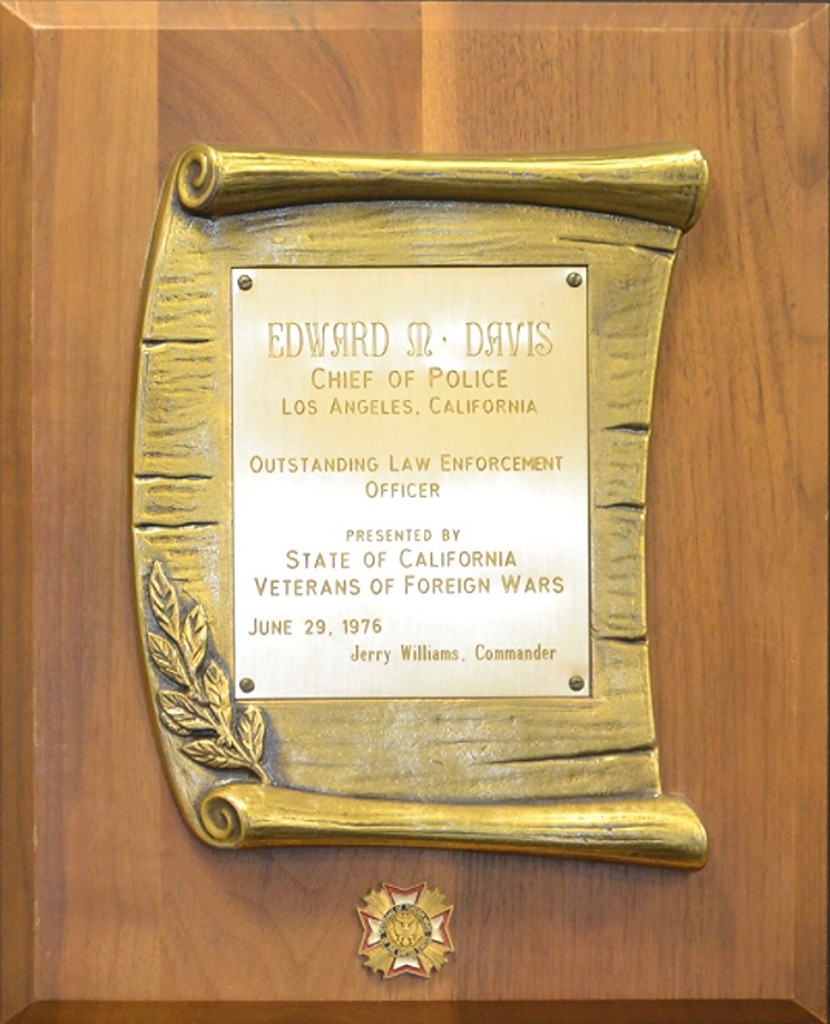 EDWARD M. DAVIS
CHIEF OF POLICE
LOS ANGELES, CALIFORNIA
OUTSTANDING LAW ENFORCEMENT
OFFICER
PRESENTED BY
STATE OF CALIFORNIA
VETERANS OF FOREIGN WARS
JUNE 29, 1976
Jerry Williams, Commander